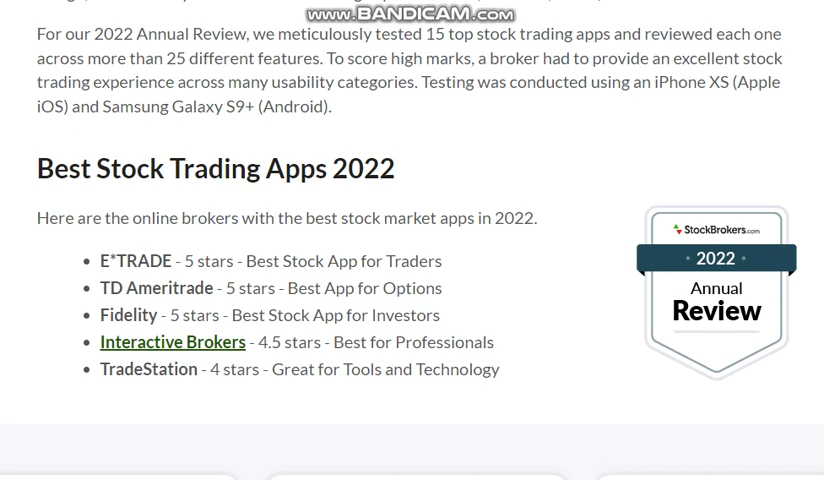 www.BANDICAM.com
For our 2022 Annual Review, we meticulously tested 15 top stock trading apps and reviewed each one
across more than 25 different features. To score high marks, a broker had to provide an excellent stock
trading experience across many usability categories. Testing was conducted using an iPhone XS (Apple
iOS) and Samsung Galaxy S9+ (Android).
Best Stock Trading Apps 2022
Here are the online brokers with the best stock market apps in 2022.
• E*TRADE - 5 stars - Best Stock App for Traders
• TD Ameritrade - 5 stars - Best App for Options
• Fidelity - 5 stars - Best Stock App for Investors
• Interactive Brokers - 4.5 stars - Best for Professionals
• TradeStation - 4 stars - Great for Tools and Technology
StockBrokers.com
• 2022 •
Annual
Review